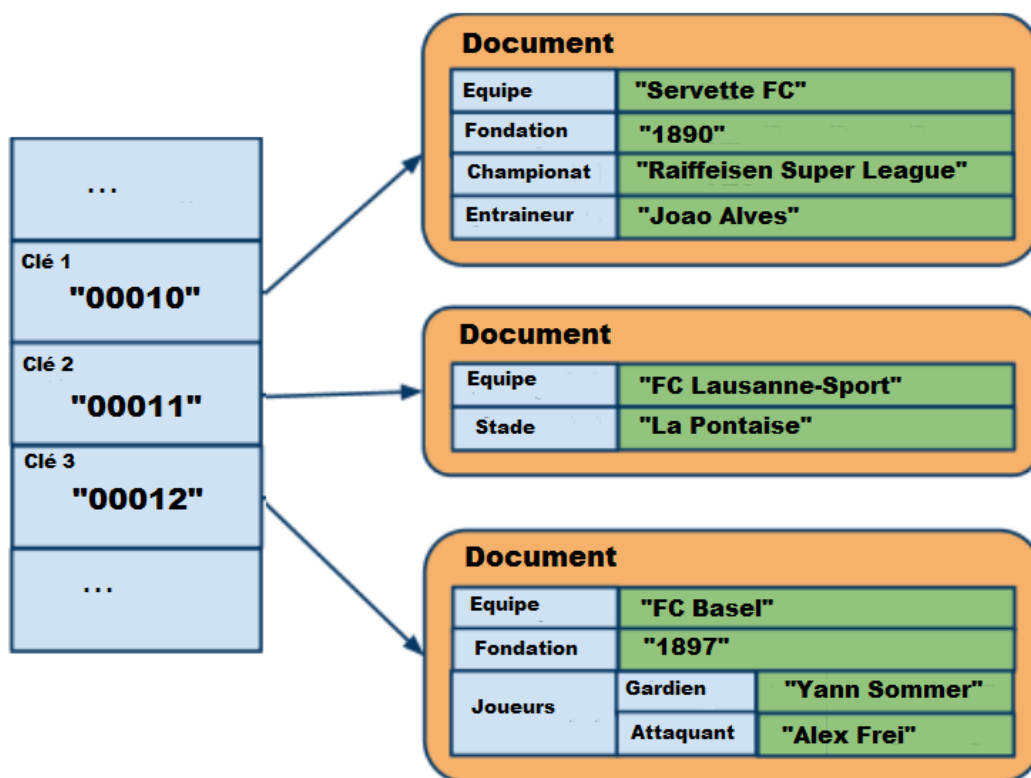 ...
Clé 1
"00010"
Clé 2
"00011"
Clé 3
"00012"
...
Document
Equipe "Servette FC"
Fondation "1890"
Championat "Raiffeisen Super League"
Entraineur "Joao Alves"
Document
Equipe "FC Lausanne-Sport"
Stade "La Pontaise"
Document
Equipe "FC Basel"
Fondation "1897"
Joueurs
Gardien "Yann Sommer"
Attaquant "Alex Frei"